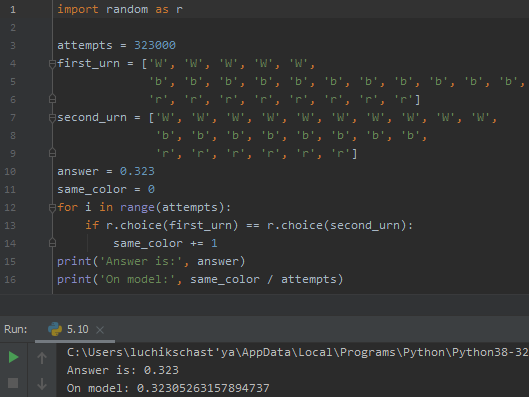 1 import random as r
2
3 attempts = 323000
4 first_urn = ['W', 'W', 'W', 'W', 'W',
5 'b', 'b', 'b', 'b', 'b', 'b', 'b', 'b', 'b', 'b', 'b',
6 'r', 'r', 'r', 'r', 'r', 'r', 'r', 'r']
7 second_urn = ['W', 'W', 'W', 'W', 'W', 'W', 'W', 'W', 'W', 'W',
8 'b', 'b', 'b', 'b', 'b', 'b', 'b', 'b',
9 'r', 'r', 'r', 'r', 'r', 'r']
10 answer = 0.323
11 same_color = 0
12 for i in range(attempts):
13 if r.choice(first_urn) == r.choice(second_urn):
14 same_color += 1
15 print('Answer is:', answer)
16 print('On model:', same_color / attempts)
Run: 5.10 ×
C:\Users\luchikschast'ya\AppData\Local\Programs\Python\Python38-32
Answer is: 0.323
On model: 0.32305263157894737